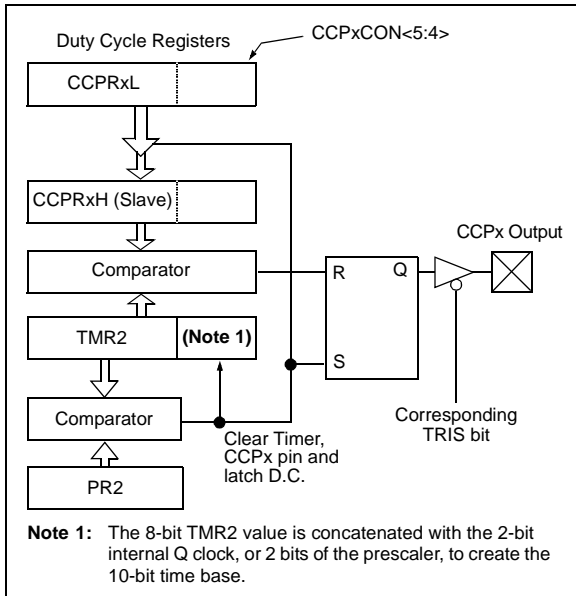 Duty Cycle Registers
CCPxCON<5:4>
CCPRxL
CCPRxH (Slave)
CCPx Output
Comparator
R
Q
TMR2
(Note 1)
S
Comparator
Clear Timer,
CCPx pin and
latch D.C.
Corresponding
TRIS bit
PR2
Note 1: The 8-bit TMR2 value is concatenated with the 2-bit
internal Q clock, or 2 bits of the prescaler, to create the
10-bit time base.